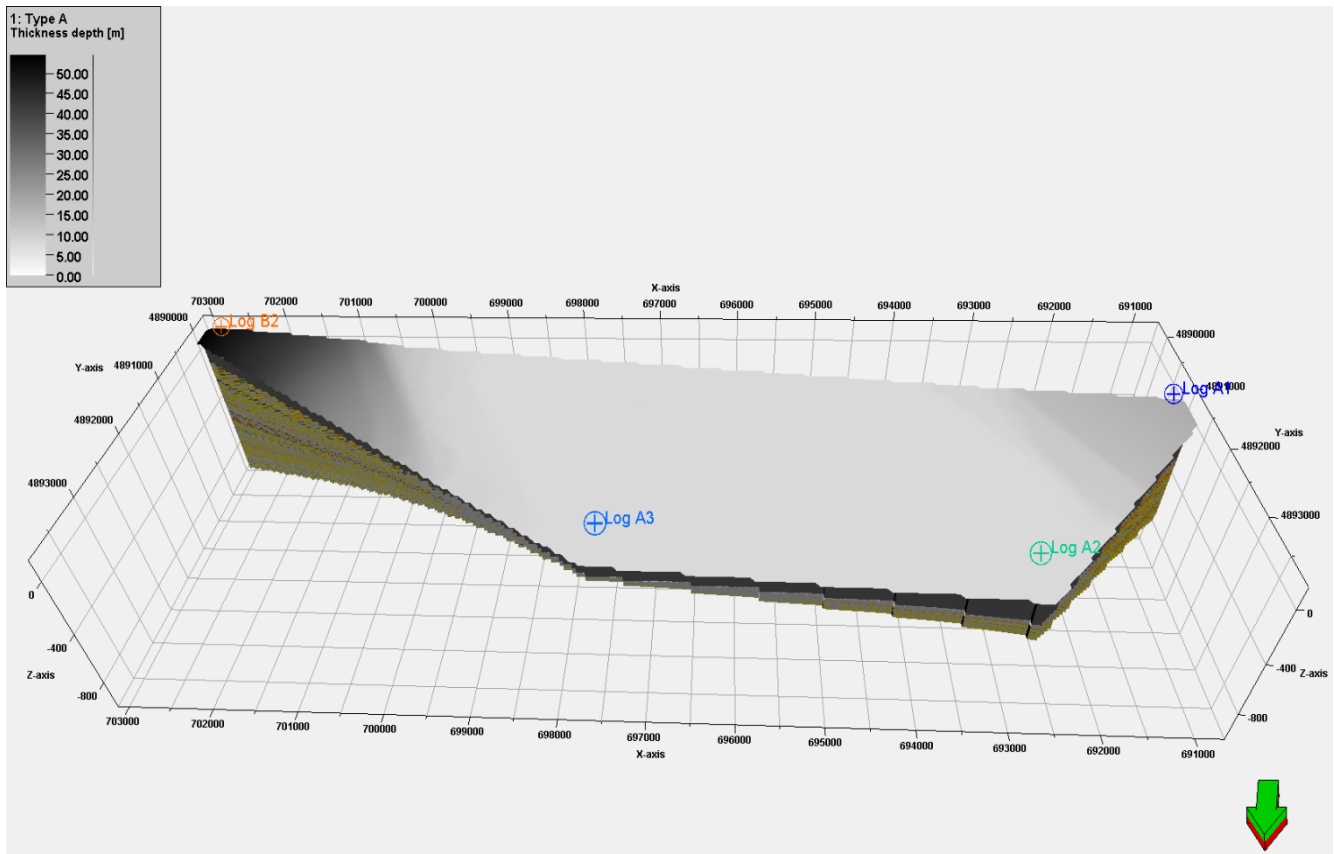 1: Type A
Thickness depth [m]
50.00
45.00
40.00
35.00
30.00
25.00
20.00
15.00
10.00
5.00
0.00
X-axis
703000 702000 701000 700000 699000 698000 697000 696000 695000 694000 693000 692000 691000
4890000
Log B2
4890000
Y-axis
4891000
Log A1
4891000
4892000
Y-axis
4892000
4893000
4893000
Log A3
Log A2
0
0
-400
-400
Z-axis
Z-axis
-800
-800
703000 702000 701000 700000 699000 698000 697000 696000 695000 694000 693000 692000 691000
X-axis